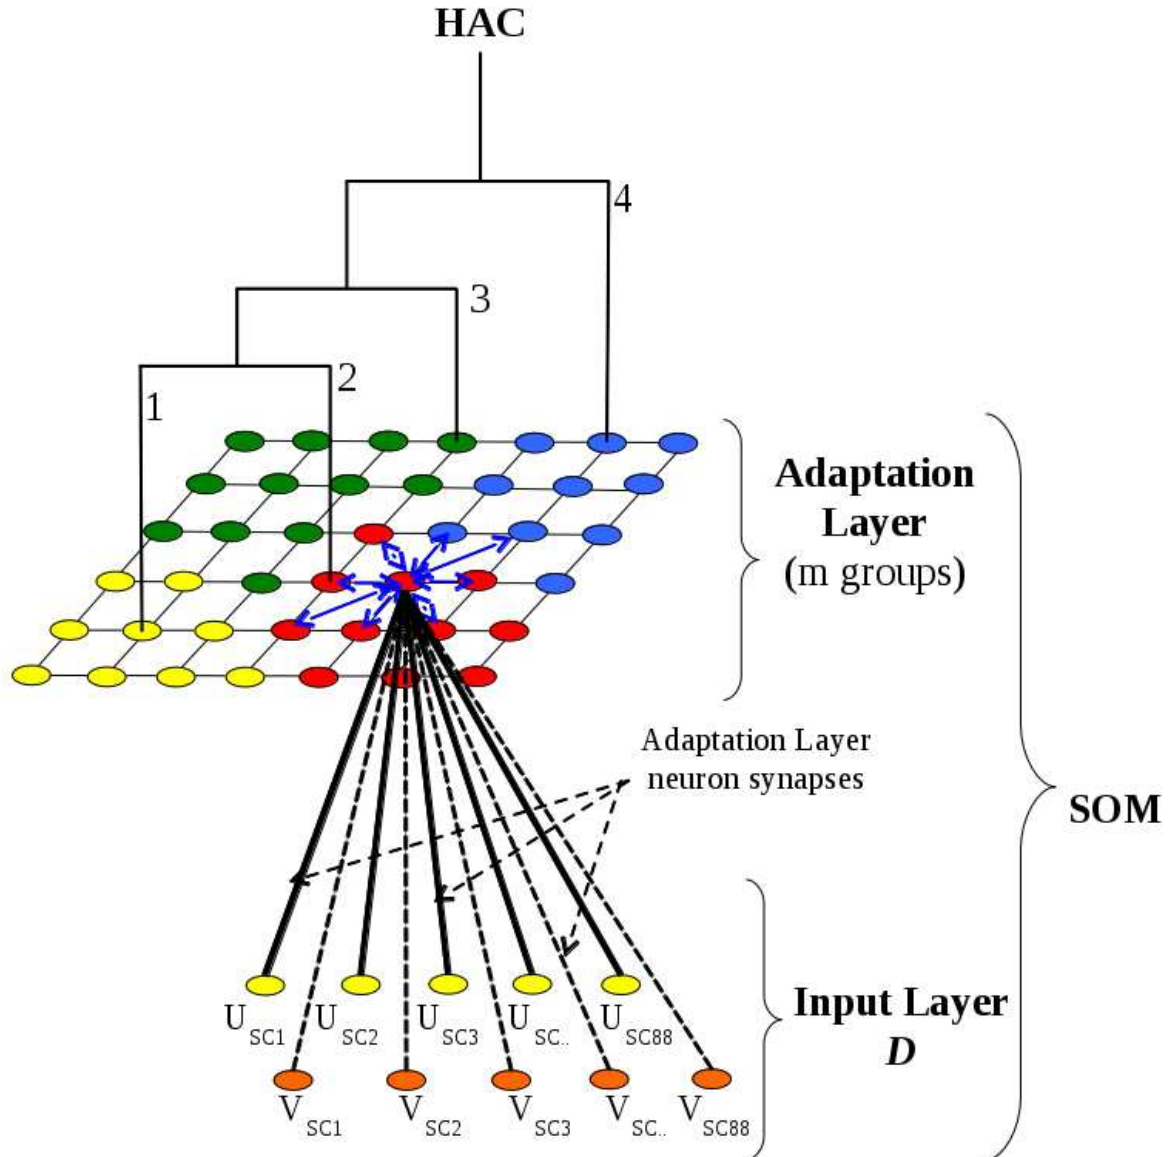 HAC
4
3
2
1
Adaptation
Layer
(m groups)
Adaptation Layer
neuron synapses
SOM
Input Layer
D
U SC1 U SC2 U SC3 U SC.. U SC88
V SC1 V SC2 V SC3 V SC.. V SC88